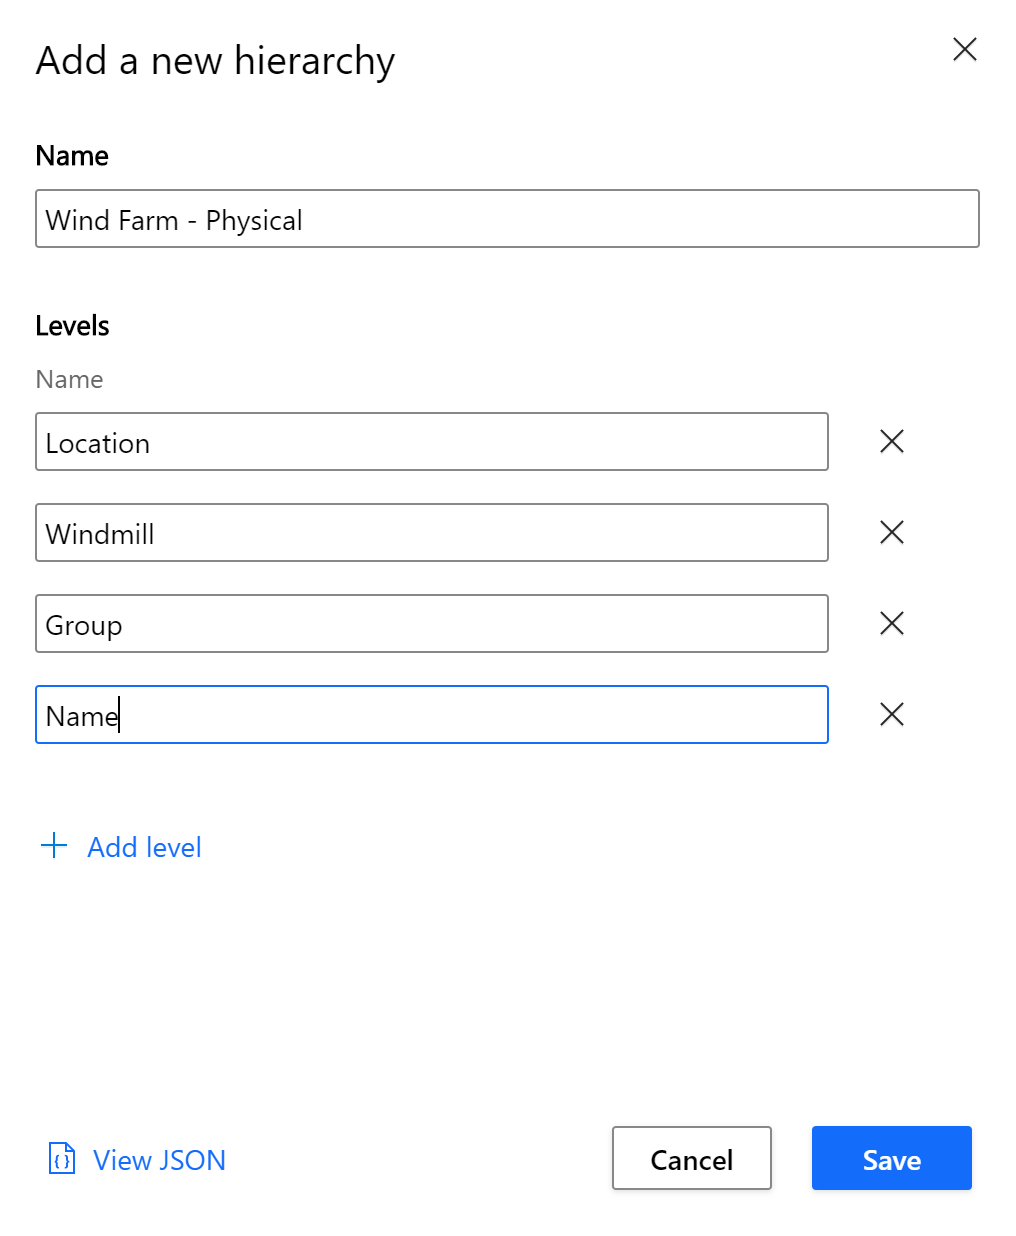 Add a new hierarchy
Name
Wind Farm - Physical
Levels
Name
Location
Windmill
Group
Name
Add level
View JSON
Cancel
Save